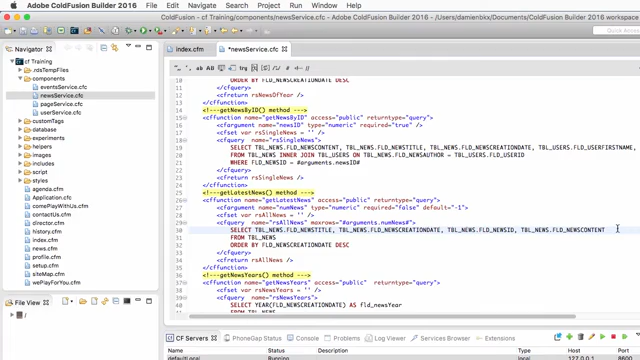 Adobe ColdFusion Builder 2016 File Edit Navigate Search Project Run Window Help
ColdFusion - cf Training/components/newsService.cfc - Adobe ColdFusion Builder 2016 - /Users/damienbkx/Documents/ColdFusion Builder 2016 workspace
Quick Access
Navigator
cf Training
.rdsTempFiles
components
eventsService.cfc
newsService.cfc
pageService.cfc
userService.cfc
customTags
database
experiments
helpers
images
includes
script
styles
agenda.cfm
Application.cfc
comePlayWithUs.cfm
contactUs.cfm
director.cfm
history.cfm
index.cfm
news.cfm
profile.cfm
setup.cfm
siteMap.cfm
wePlayForYou.cfm
File View
/
index.cfm
*newsService.cfc
10 ORDER BY FLD_NEWSCREATIONDATE DESC
11 </cfquery>
12 <cfreturn rsNewsOfYear />
13 </cffunction>
14 <!---getNewsByID() method --->
15 <cffunction name="getNewsByID" access="public" returntype="query">
16 <cfargument name="newsID" type="numeric" required="true" />
17 <cfset var rsSingleNews = '' />
18 <cfquery name="rsSingleNews">
19 SELECT TBL_NEWS.FLD_NEWSCONTENT, TBL_NEWS.FLD_NEWSTITLE, TBL_NEWS.FLD_NEWSCREATIONDATE, TBL_USERS.FLD_USERFIRSTNAME,
20 FROM TBL_NEWS INNER JOIN TBL_USERS ON TBL_NEWS.FLD_NEWSAUTHOR = TBL_USERS.FLD_USERID
21 WHERE FLD_NEWSID = #arguments.newsID#
22 </cfquery>
23 <cfreturn rsSingleNews />
24 </cffunction>
25 <!---getLatestNews() method --->
26 <cffunction name="getLatestNews" access="public" returntype="query">
27 <cfargument name="numNews" type="numeric" required="false" default="-1">
28 <cfset var rsAllNews = '' />
29 <cfquery name="rsAllNews" maxrows="#arguments.numNews#">
30 SELECT TBL_NEWS.FLD_NEWSTITLE, TBL_NEWS.FLD_NEWSCREATIONDATE, TBL_NEWS.FLD_NEWSID, TBL_NEWS.FLD_NEWSCONTENT
31 FROM TBL_NEWS
32 ORDER BY FLD_NEWSCREATIONDATE DESC
33 </cfquery>
34 <cfreturn rsAllNews />
35 </cffunction>
36 <!---getNewsYears() method --->
37 <cffunction name="getNewsYears" access="public" returntype="query">
38 <cfset var rsNewsYears = '' />
39 <cfquery name="rsNewsYears">
40 SELECT YEAR(FLD_NEWSCREATIONDATE) AS fld_newsYear
41 FROM TBL_NEWS
CF Servers PhoneGap Status Console Problems Log Viewer Services Browser Extensions
Server Status Description Host Port
Running 127.0.0.1 8600